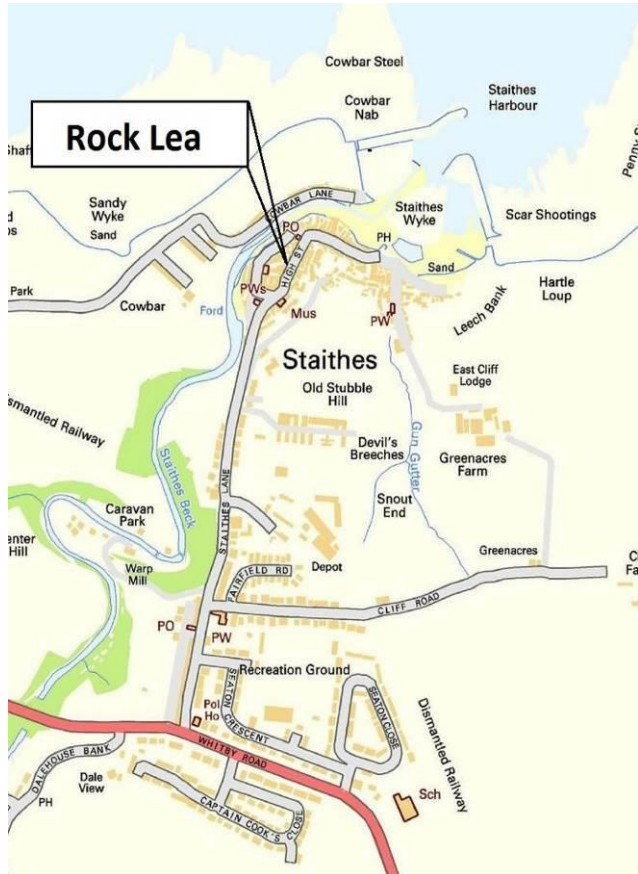 Cowbar Steel
Staithes
Harbour
Cowbar
Nab
Rock Lea
Penny
Sandy
Wyke
Sand
COWBAR LANE
PO
Staithes
Wyke
Scar Shootings
PH
HIGH ST
Sand
Hartle
Loup
Park
Cowbar
Ford
PWs
Mus
PW
Leech Bank
Staithes
Old Stubble
Hill
East Cliff
Lodge
Dismantled Railway
Devil's
Breeches
Gun Gutter
Greenacres
Farm
Staithes Beck
Snout
End
Caravan
Park
STAITHES LANE
Hill
Warp
Mill
Depot
Greenacres
FAIRFIELD RD
CLIFF ROAD
PO
PW
Recreation Ground
SEATON CRESCENT
SEATON CLOSE
Pol
Ho
Dismantled Railway
WHITBY ROAD
DALEHOUSE BANK
Dale
View
PH
CAPTAIN COOK'S CLOSE
Sch